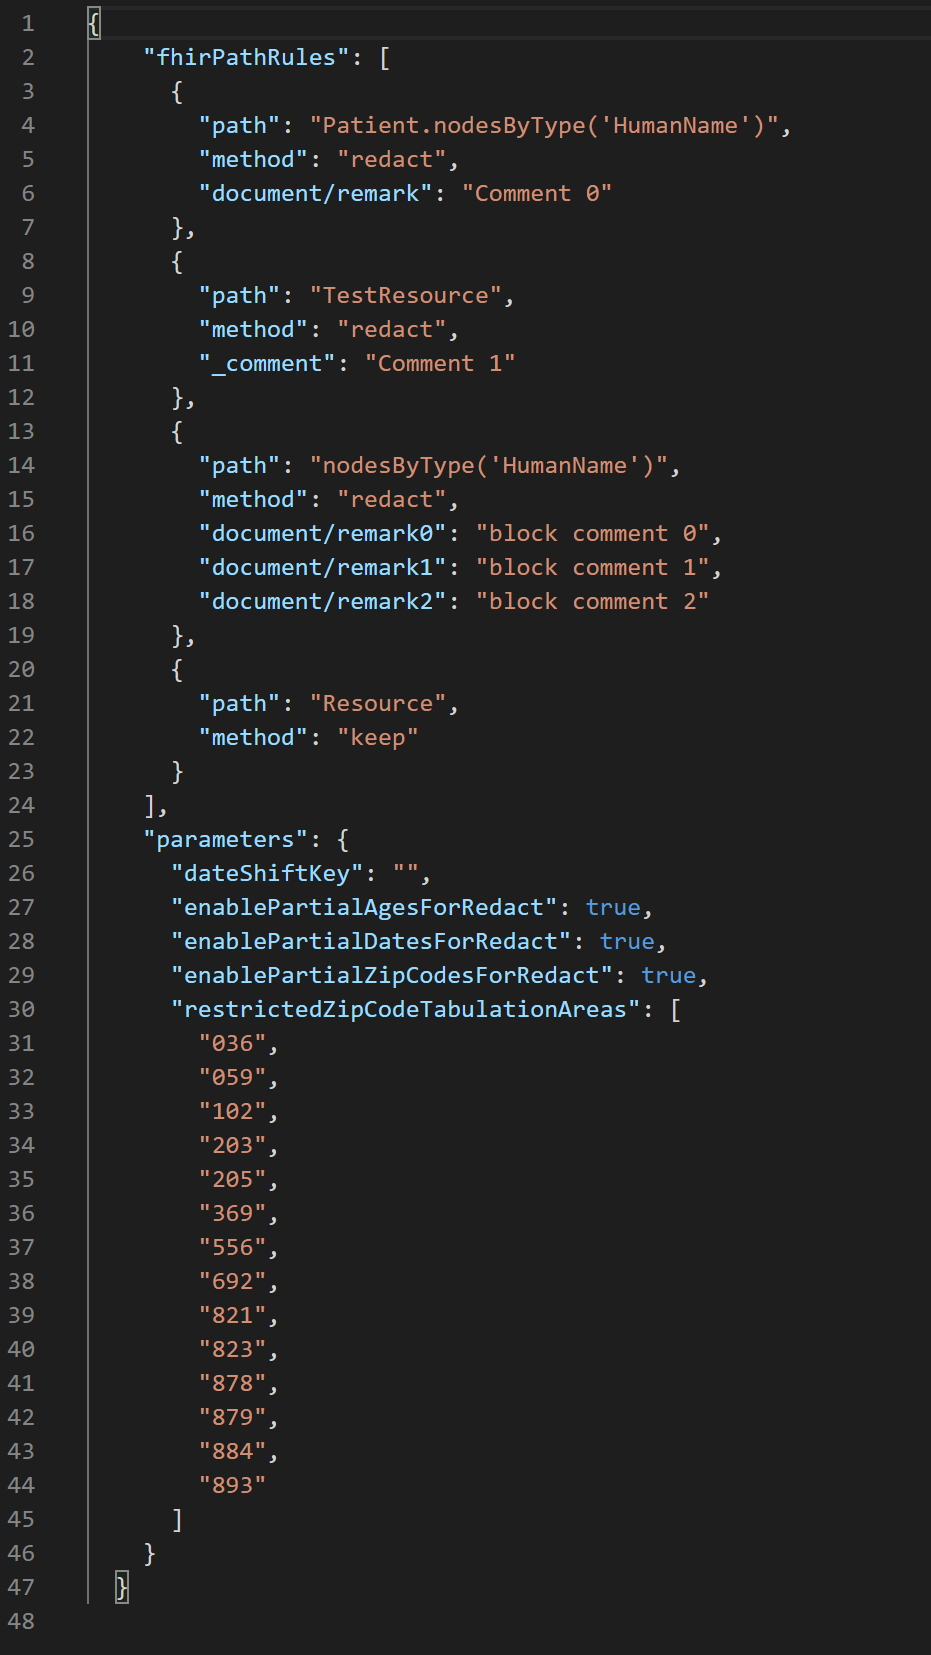 1 {
2 "fhirPathRules": [
3 {
4 "path": "Patient.nodesByType('HumanName')",
5 "method": "redact",
6 "document/remark": "Comment 0"
7 },
8 {
9 "path": "TestResource",
10 "method": "redact",
11 "_comment": "Comment 1"
12 },
13 {
14 "path": "nodesByType('HumanName')",
15 "method": "redact",
16 "document/remark0": "block comment 0",
17 "document/remark1": "block comment 1",
18 "document/remark2": "block comment 2"
19 },
20 {
21 "path": "Resource",
22 "method": "keep"
23 }
24 ],
25 "parameters": {
26 "dateShiftKey": "",
27 "enablePartialAgesForRedact": true,
28 "enablePartialDatesForRedact": true,
29 "enablePartialZipCodesForRedact": true,
30 "restrictedZipCodeTabulationAreas": [
31 "036",
32 "059",
33 "102",
34 "203",
35 "205",
36 "369",
37 "556",
38 "692",
39 "821",
40 "823",
41 "878",
42 "879",
43 "884",
44 "893"
45 ]
46 }
47 }
48